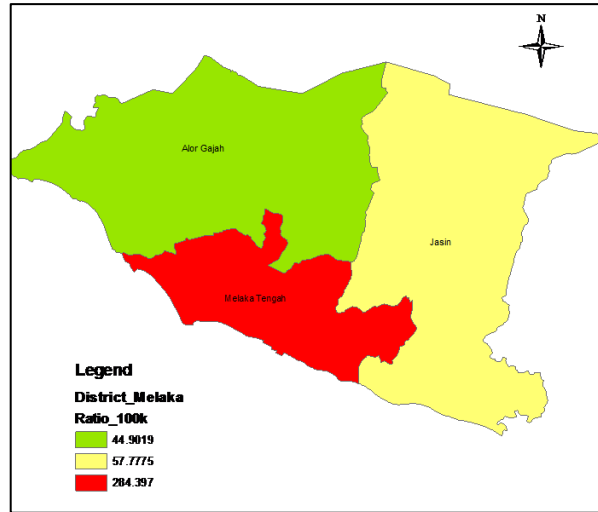 N
Alor Gajah
Jasin
Melaka Tengah
Legend
District_Melaka
Ratio_100k
44.9019
57.7775
284.397